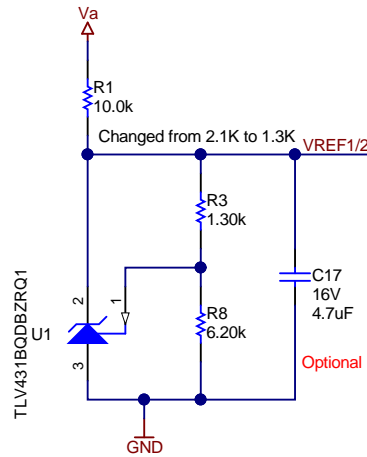 Va
R1
10.0k
Changed from 2.1K to 1.3K
VREF1/2
R3
1.30k
TLV431BQDBZRQ1
U1
2
1
3
R8
6.20k
C17
16V
4.7uF
Optional
GND